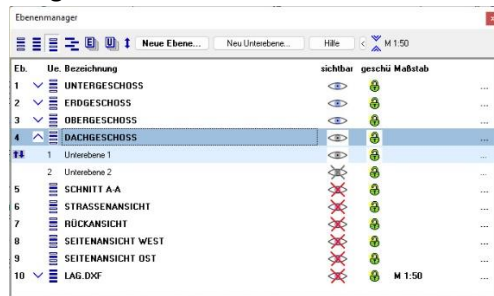 Ebenenmanager
Neue Ebene... Neu Unterebene... Hilfe < M 1:50
Eb. Ue. Bezeichnung sichtbar geschü Maßstab
1 UNTERGESCHOSS ...
2 ERDGESCHOSS ...
3 OBERGESCHOSS ...
4 DACHGESCHOSS ...
1 Unterebene 1 ...
2 Unterebene 2 ...
5 SCHNITT A-A ...
6 STRASSENANSICHT ...
7 RÜCKANSICHT ...
8 SEITENANSICHT WEST ...
9 SEITENANSICHT OST ...
10 LAG.DXF M 1:50 ...